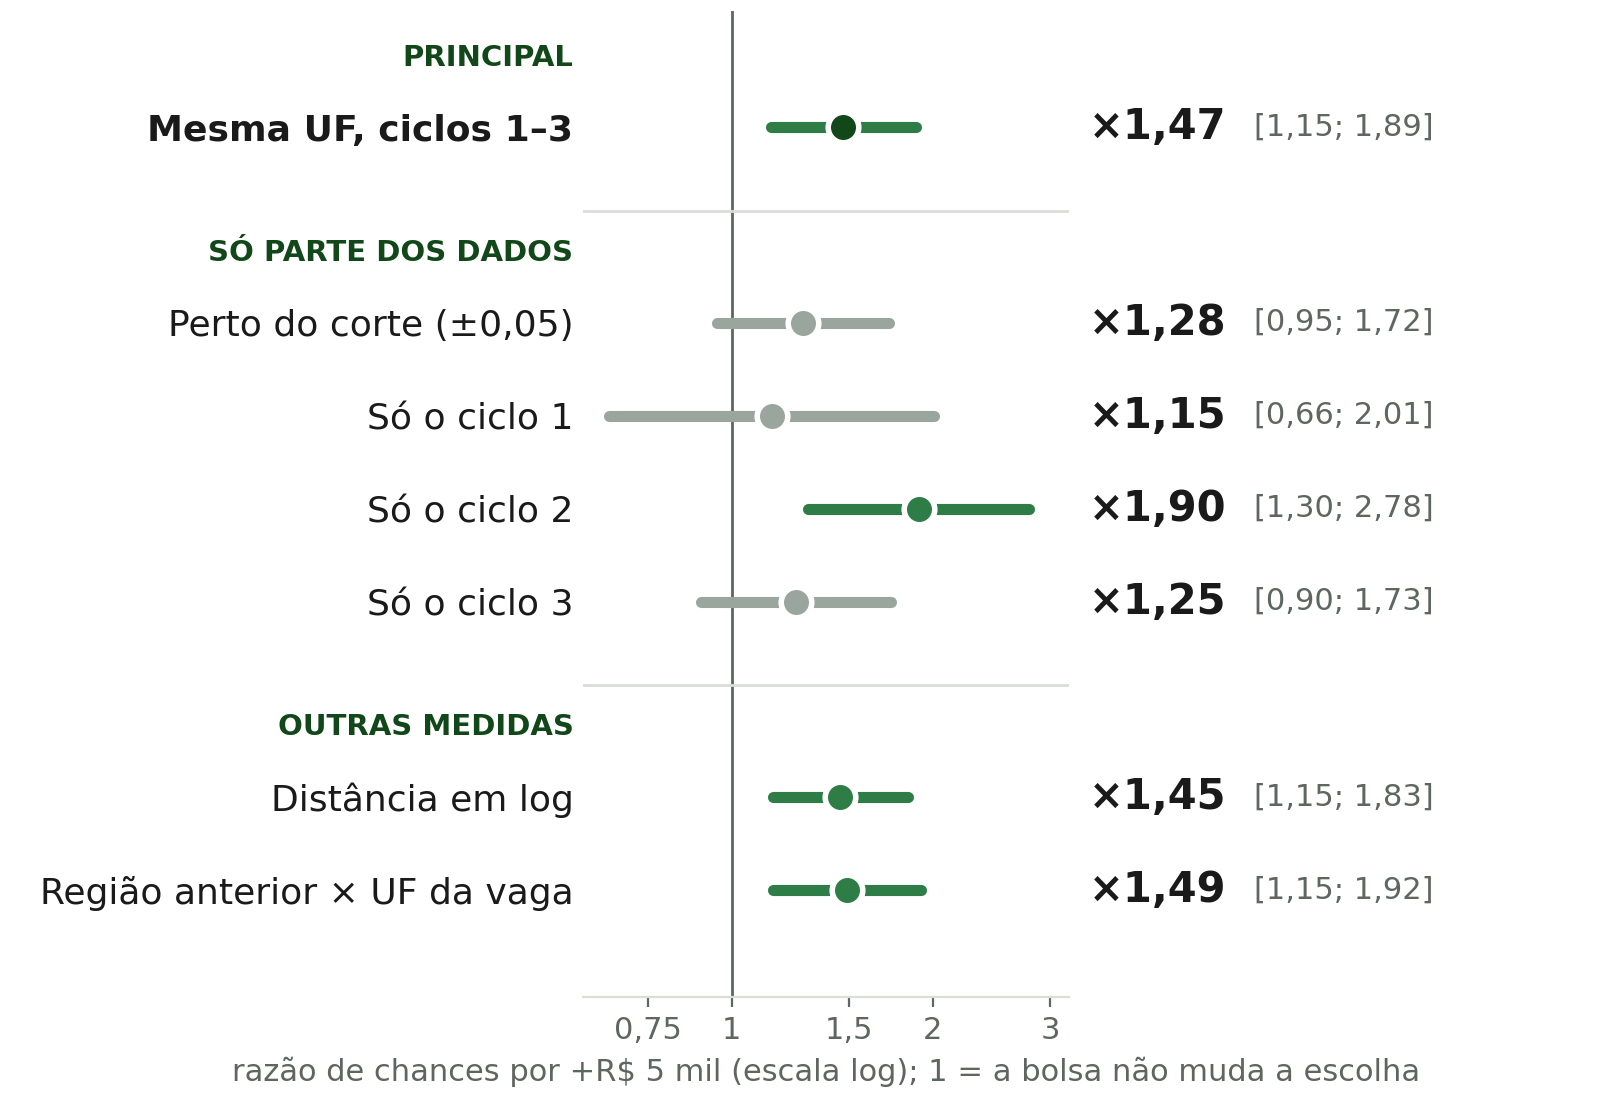 PRINCIPAL
Mesma UF, ciclos 1–3 ×1,47 [1,15; 1,89]
SÓ PARTE DOS DADOS
Perto do corte (±0,05) ×1,28 [0,95; 1,72]
Só o ciclo 1 ×1,15 [0,66; 2,01]
Só o ciclo 2 ×1,90 [1,30; 2,78]
Só o ciclo 3 ×1,25 [0,90; 1,73]
OUTRAS MEDIDAS
Distância em log ×1,45 [1,15; 1,83]
Região anterior × UF da vaga ×1,49 [1,15; 1,92]
0,75 1 1,5 2 3
razão de chances por +R$ 5 mil (escala log); 1 = a bolsa não muda a escolha